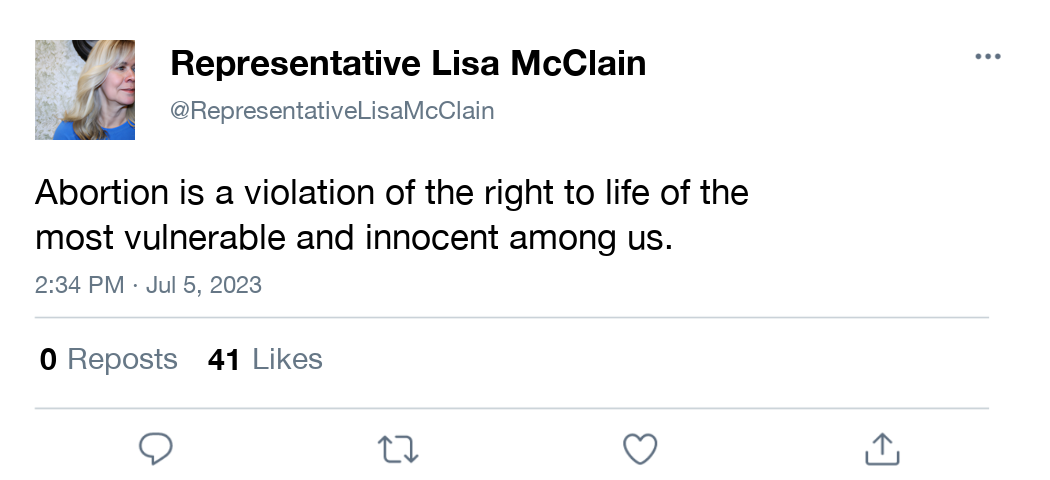 Representative Lisa McClain
@RepresentativeLisaMcClain
Abortion is a violation of the right to life of the
most vulnerable and innocent among us.
2:34 PM · Jul 5, 2023
0 Reposts 41 Likes